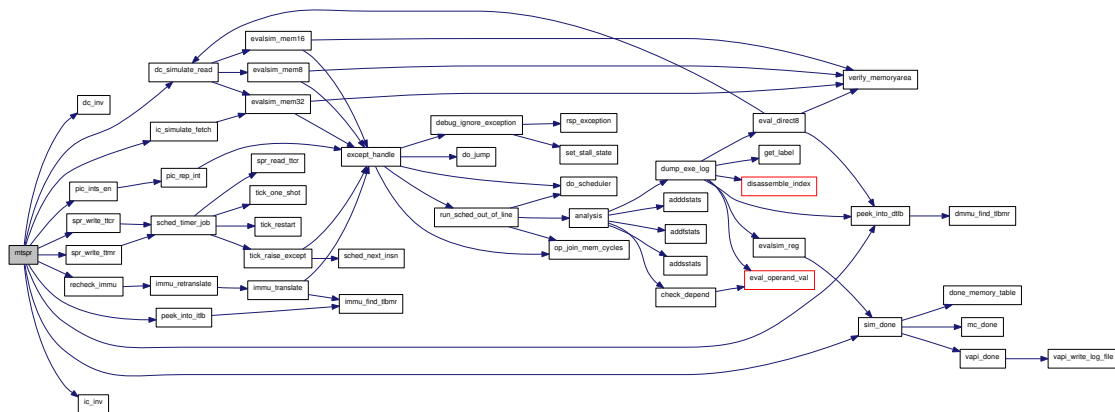 mtspr
dc_inv
dc_simulate_read
ic_simulate_fetch
pic_ints_en
spr_write_ttcr
spr_write_ttmr
recheck_immu
peek_into_itlb
ic_inv
pic_rep_int
sched_timer_job
immu_retranslate
evalsim_mem16
evalsim_mem8
evalsim_mem32
spr_read_ttcr
tick_one_shot
tick_restart
tick_raise_except
immu_translate
except_handle
sched_next_insn
immu_find_tlbmr
debug_ignore_exception
do_jump
run_sched_out_of_line
rsp_exception
set_stall_state
do_scheduler
analysis
op_join_mem_cycles
dump_exe_log
adddstats
addfstats
addsstats
check_depend
eval_direct8
get_label
disassemble_index
evalsim_reg
eval_operand_val
verify_memoryarea
peek_into_dtlb
sim_done
dmmu_find_tlbmr
done_memory_table
mc_done
vapi_done
vapi_write_log_file